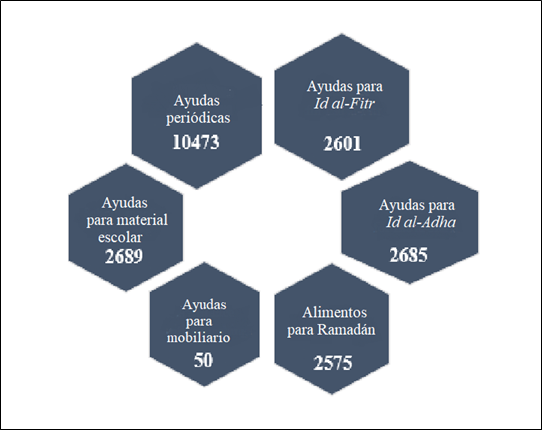 Ayudas
periódicas
10473
Ayudas para
Id al-Fitr
2601
Ayudas
para material
escolar
2689
Ayudas para
Id al-Adha
2685
Ayudas
para
mobiliario
50
Alimentos
para Ramadán
2575